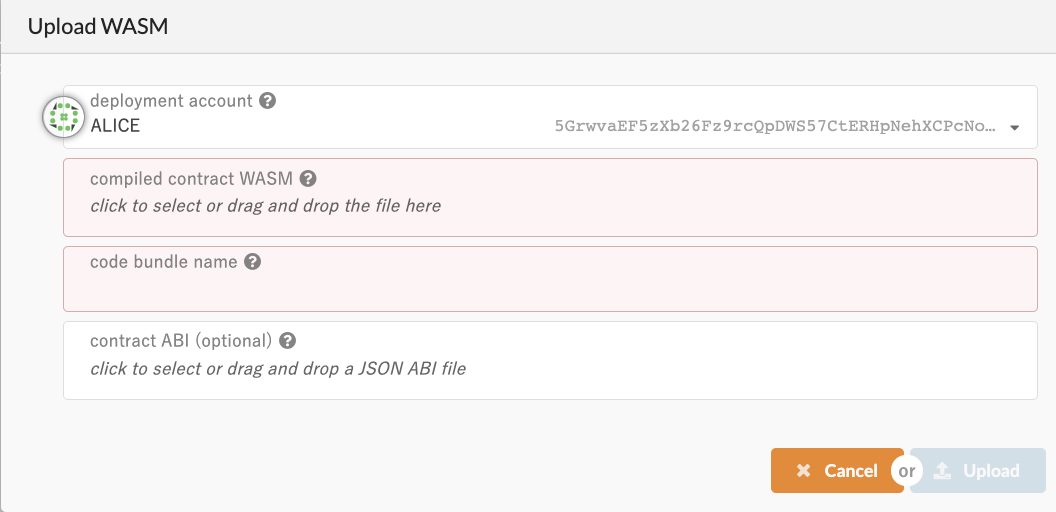 Upload WASM
deployment account ?
ALICE 5GrwvaEF5zXb26Fz9rcQpDWS57CtERHpNehXCPcNo…
compiled contract WASM ?
click to select or drag and drop the file here
code bundle name ?
contract ABI (optional) ?
click to select or drag and drop a JSON ABI file
Cancel or Upload